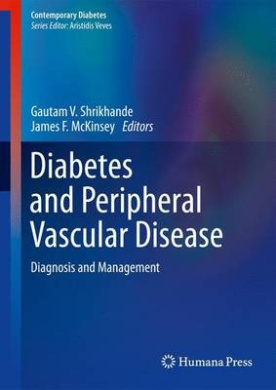 Contemporary Diabetes
Series Editor: Aristidis Veves
Gautam V. Shrikhande
James F. McKinsey Editors
Diabetes
and Peripheral
Vascular Disease
Diagnosis and Management
Humana Press